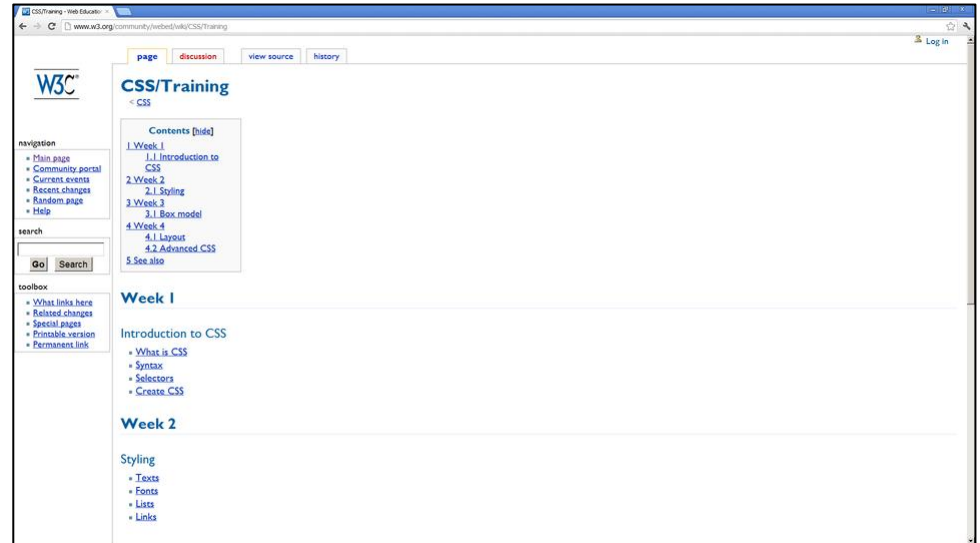 CSS/Training - Web Educatio
www.w3.org/community/webed/wiki/CSS/Training
Log in
page discussion view source history
W3C®
CSS/Training
< CSS
Contents [hide]
1 Week 1
1.1 Introduction to
CSS
2 Week 2
2.1 Styling
3 Week 3
3.1 Box model
4 Week 4
4.1 Layout
4.2 Advanced CSS
5 See also
navigation
Main page
Community portal
Current events
Recent changes
Random page
Help
search
Go Search
toolbox
What links here
Related changes
Special pages
Printable version
Permanent link
Week 1
Introduction to CSS
What is CSS
Syntax
Selectors
Create CSS
Week 2
Styling
Texts
Fonts
Lists
Links